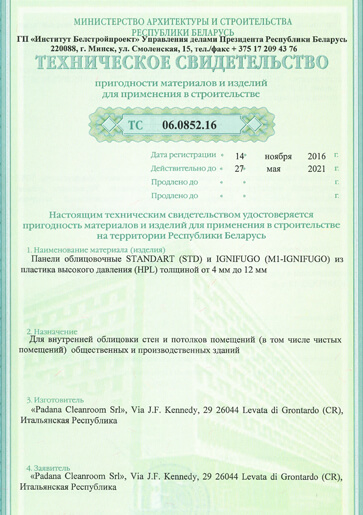 МИНИСТЕРСТВО АРХИТЕКТУРЫ И СТРОИТЕЛЬСТВА
РЕСПУБЛИКИ БЕЛАРУСЬ
ГП «Институт Белстройпроект» Управления делами Президента Республики Беларусь
220088, г. Минск, ул. Смоленская, 15, тел./факс + 375 17 209 43 76
ТЕХНИЧЕСКОЕ СВИДЕТЕЛЬСТВО
пригодности материалов и изделий
для применения в строительстве
ТС 06.0852.16
Дата регистрации « 14 » ноября 2016 г.
Действительно до « 27 » мая 2021 г.
Продлено до « » г.
Продлено до « » г.
Настоящим техническим свидетельством удостоверяется
пригодность материалов и изделий для применения в строительстве
на территории Республики Беларусь
1. Наименование материала (изделия)
Панели облицовочные STANDART (STD) и IGNIFUGO (M1-IGNIFUGO) из
пластика высокого давления (HPL) толщиной от 4 мм до 12 мм
2. Назначение
Для внутренней облицовки стен и потолков помещений (в том числе чистых
помещений) общественных и производственных зданий
3. Изготовитель
«Padana Cleanroom Srl», Via J.F. Kennedy, 29 26044 Levata di Grontardo (CR),
Итальянская Республика
4. Заявитель
«Padana Cleanroom Srl», Via J.F. Kennedy, 29 26044 Levata di Grontardo (CR),
Итальянская Республика